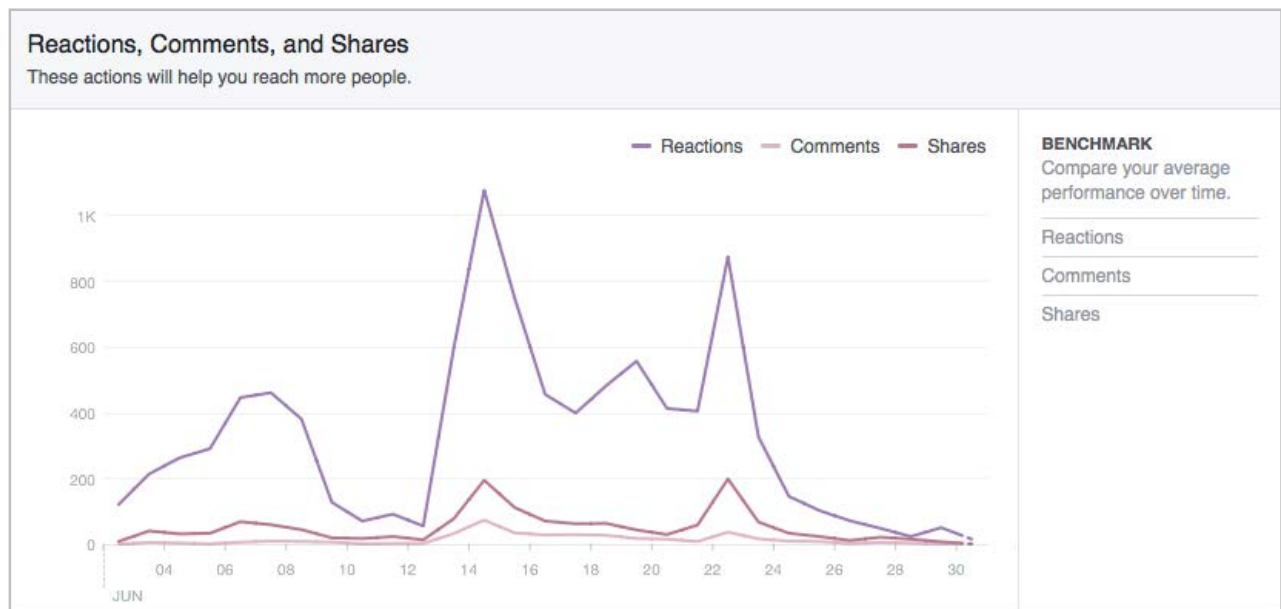 Reactions, Comments, and Shares
These actions will help you reach more people.
Reactions Comments Shares
1K
800
600
400
200
0
04 06 08 10 12 14 16 18 20 22 24 26 28 30
JUN
BENCHMARK
Compare your average
performance over time.
Reactions
Comments
Shares